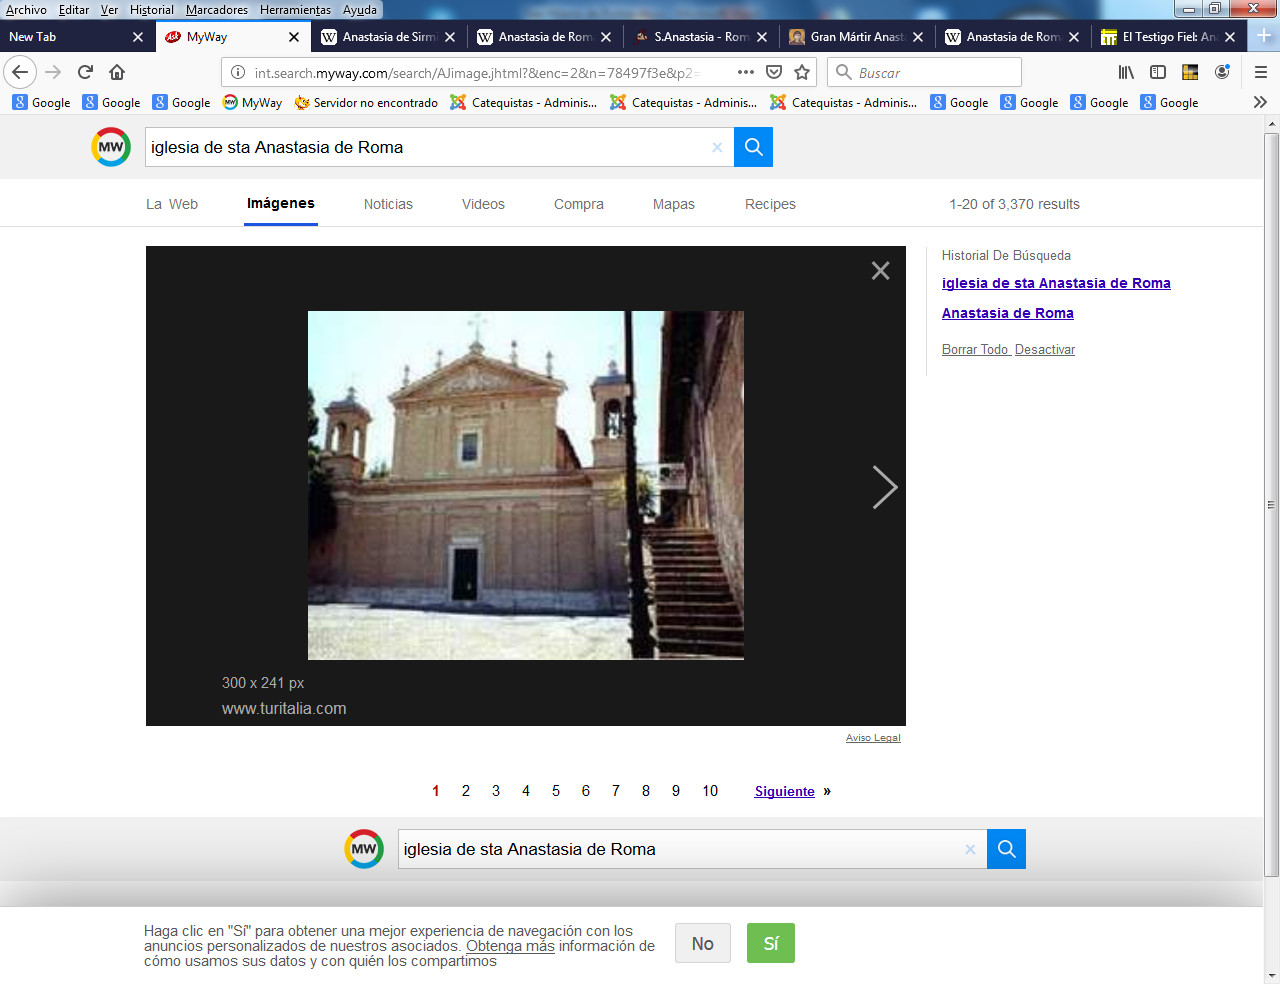 Archivo Editar Ver Historial Marcadores Herramientas Ayuda
New Tab
MyWay
Anastasia de Sirmi
Anastasia de Roma
S.Anastasia - Rom
Gran Mártir Anasta
Anastasia de Roma
El Testigo Fiel: Ana
int.search.myway.com/search/AJimage.jhtml?&enc=2&n=78497f3e&p2=
Buscar
Google
Google
Google
MyWay
Servidor no encontrado
Catequistas - Adminis...
Catequistas - Adminis...
Catequistas - Adminis...
Google
Google
Google
Google
MW
iglesia de sta Anastasia de Roma
La Web
Imágenes
Noticias
Videos
Compra
Mapas
Recipes
1-20 of 3,370 results
Historial De Búsqueda
iglesia de sta Anastasia de Roma
Anastasia de Roma
Borrar Todo Desactivar
300 x 241 px
www.turitalia.com
Aviso Legal
1 2 3 4 5 6 7 8 9 10 Siguiente »
MW
iglesia de sta Anastasia de Roma
Haga clic en "Sí" para obtener una mejor experiencia de navegación con los
anuncios personalizados de nuestros asociados. Obtenga más información de
cómo usamos sus datos y con quién los compartimos
No
Sí